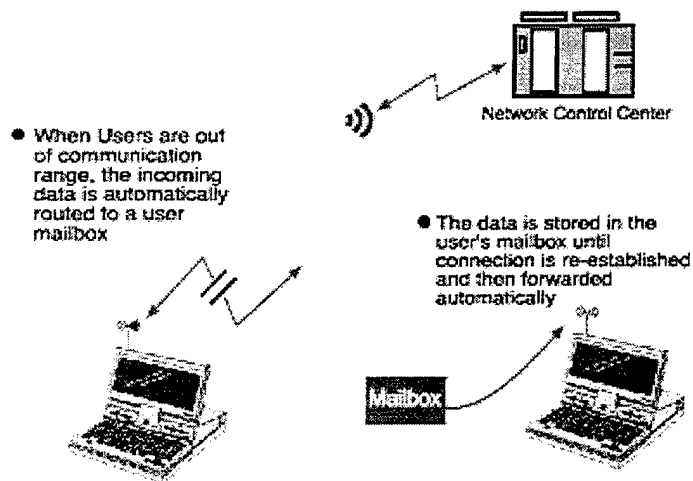 Network Control Center
● When Users are out
of communication
range, the incoming
data is automatically
routed to a user
mailbox
● The data is stored in the
user's mailbox until
connection is re-established
and then forwarded
automatically
Mailbox